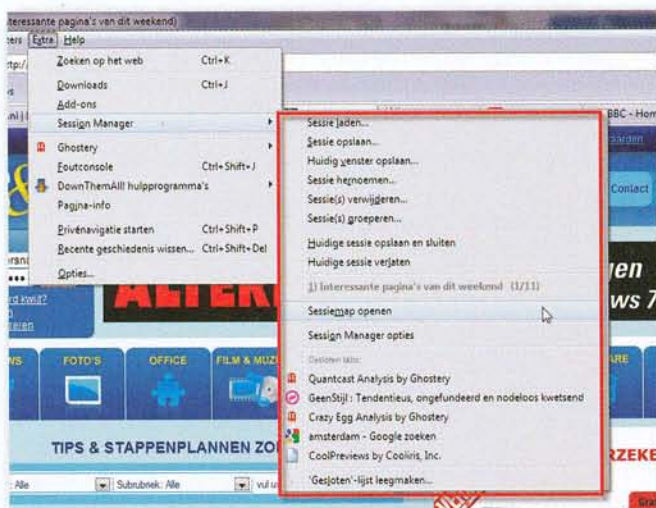 interessante pagina's van dit weekend)
Extra Help
Zoeken op het web Ctrl+K
Downloads Ctrl+J
Add-ons
Session Manager
Ghostery
Foutconsole Ctrl+Shift+J
DownThemAll! hulpprogramma's
Pagina-info
Privénavigatie starten Ctrl+Shift+P
Recente geschiedenis wissen... Ctrl+Shift+Del
Opties...
Sessie laden...
Sessie opslaan...
Huidig venster opslaan...
Sessie hernoemen...
Sessie(s) verwijderen...
Sessie(s) groeperen...
Huidige sessie opslaan en sluiten
Huidige sessie verlaten
1) Interessante pagina's van dit weekend (1/11)
Sessiemap openen
Session Manager opties
Gesloten tabs:
Quantcast Analysis by Ghostery
GeenStijl : Tendentieus, ongefundeerd en nodeloos kwetsend
Crazy Egg Analysis by Ghostery
amsterdam - Google zoeken
CoolPreviews by Cooliris, Inc.
'Gesloten'-lijst leegmaken...
BBC - Hom
Contact
ws 7
FOTO'S OFFICE FILM & MUZI
TIPS & STAPPENPLANNEN ZO
: Alle Subrubriek: Alle vul u
RZEKE